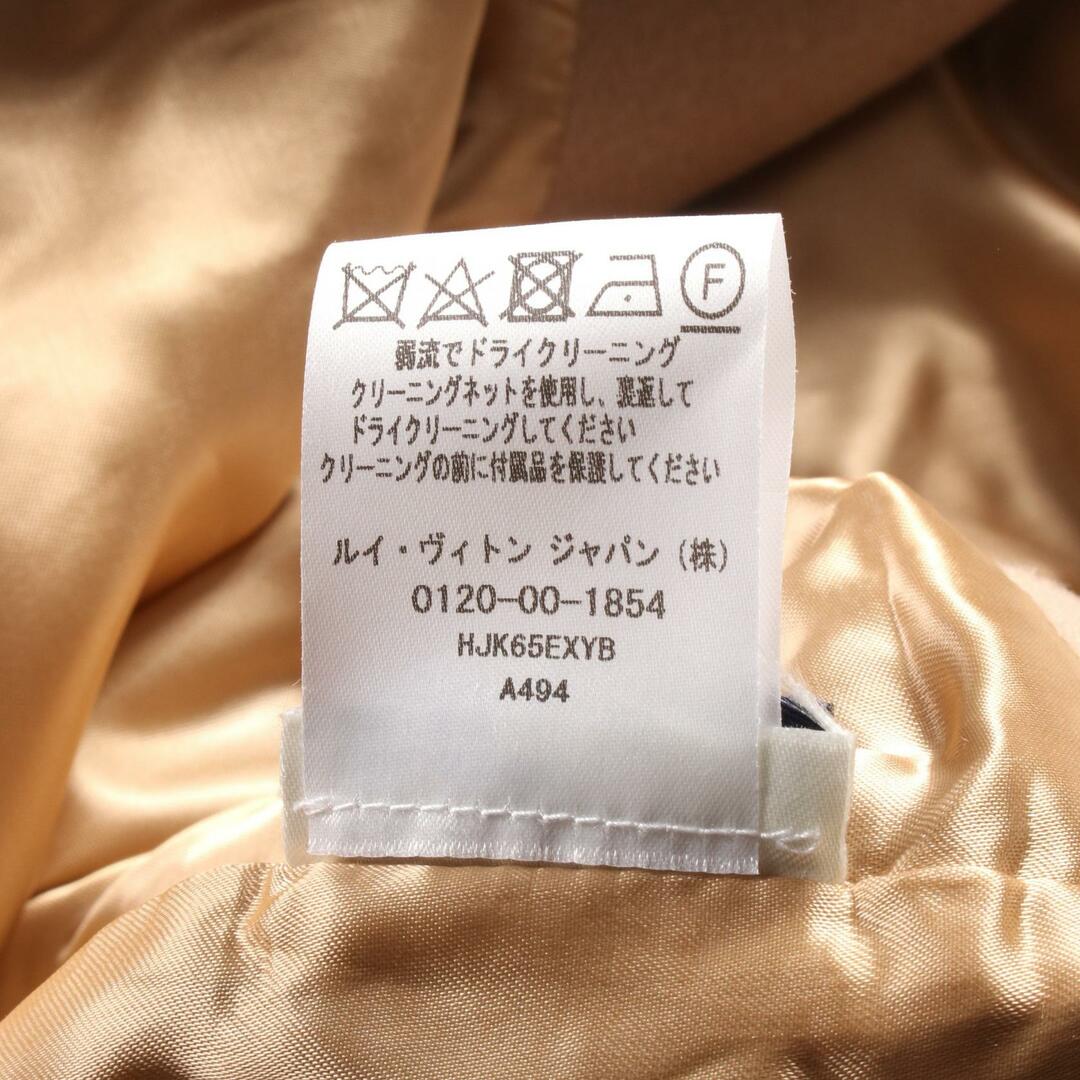 F
弱流でドライクリーニング
クリーニングネットを使用し、裏返して
ドライクリーニングしてください
クリーニングの前に付属品を保護してください
ルイ・ヴィトン ジャパン (株)
0120-00-1854
HJK65EXYB
A494